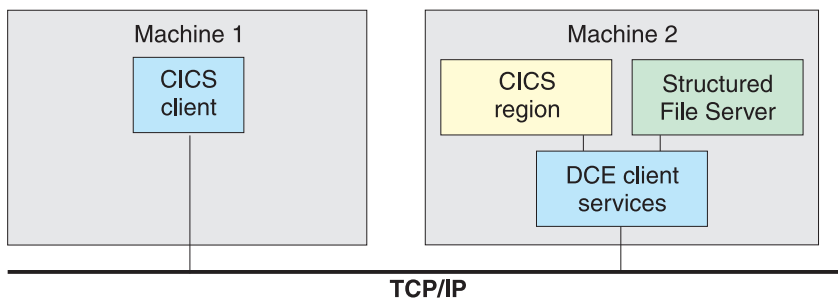 Machine 1
CICS
client
Machine 2
CICS
region
Structured
File Server
DCE client
services
TCP/IP